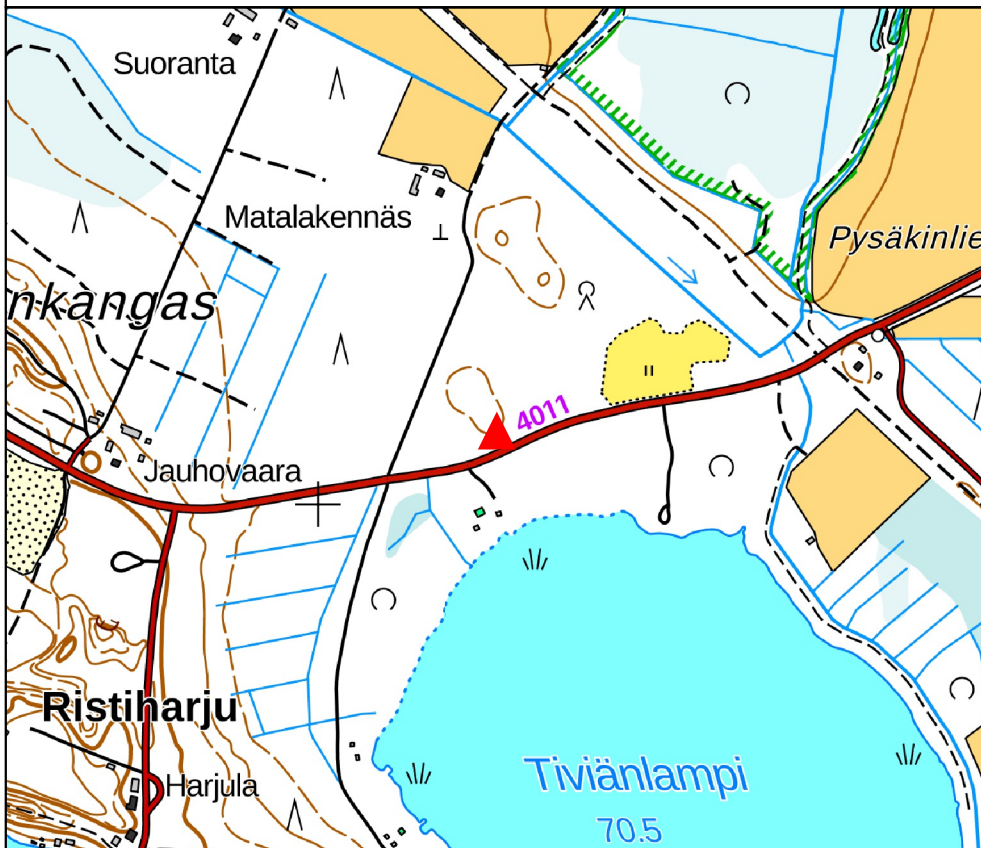 Suoranta
Matalakennäs
Pysäkinlie
nkangas
4011
Jauhovaara
Ristiharju
Tiviänlampi
Harjula
70.5